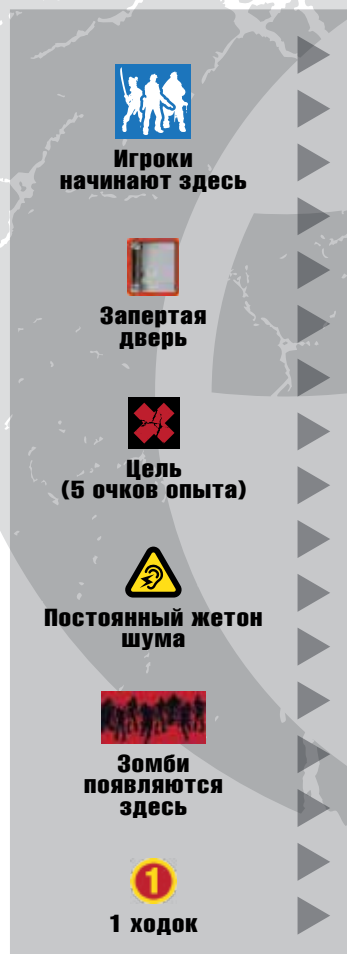 Игроки
начинают здесь
Запертая
дверь
Цель
(5 очков опыта)
Постоянный жетон
шума
Зомби
появляются
здесь
1
1 ходок